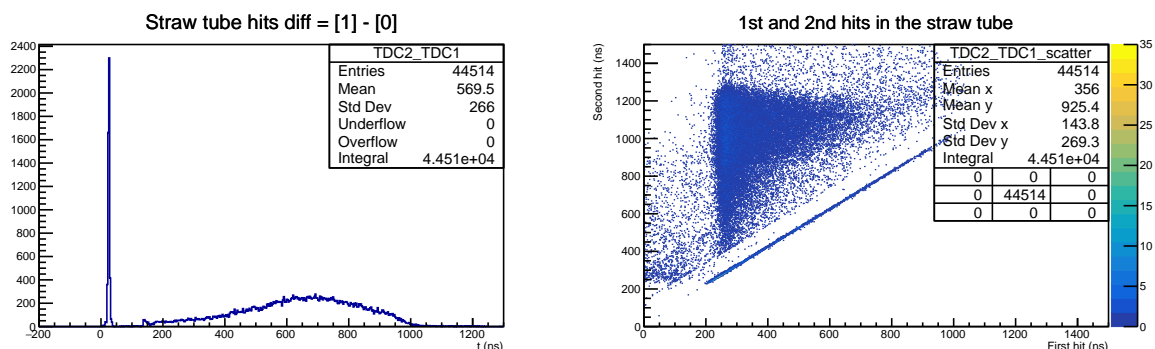 Straw tube hits diff = [1] - [0]
TDC2_TDC1
Entries 44514
Mean 569.5
Std Dev 266
Underflow 0
Overflow 0
Integral 4.451e+04
2400
2200
2000
1800
1600
1400
1200
1000
800
600
400
200
0
−200 0 200 400 600 800 1000 1200
t (ns)
1st and 2nd hits in the straw tube
TDC2_TDC1_scatter
Entries 44514
Mean x 356
Mean y 925.4
Std Dev x 143.8
Std Dev y 269.3
Integral 4.451e+04
0 0 0
0 44514 0
0 0 0
Second hit (ns)
1400
1200
1000
800
600
400
200
0
0 200 400 600 800 1000 1200 1400
First hit (ns)
35
30
25
20
15
10
5
0